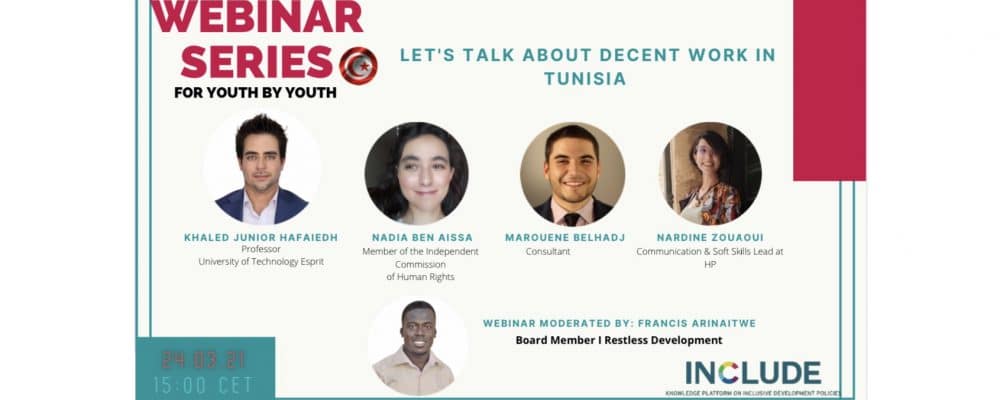 WEBINAR
SERIES
FOR YOUTH BY YOUTH
LET'S TALK ABOUT DECENT WORK IN
TUNISIA
KHALED JUNIOR HAFAIEDH
Professor
University of Technology Esprit
NADIA BEN AISSA
Member of the Independent
Commission
of Human Rights
MAROUENE BELHADJ
Consultant
NARDINE ZOUAOUI
Communication & Soft Skills Lead at
HP
WEBINAR MODERATED BY: FRANCIS ARINAITWE
Board Member I Restless Development
24.03.21
15:00 CET
INCLUDE
KNOWLEDGE PLATFORM ON INCLUSIVE DEVELOPMENT POLICIES